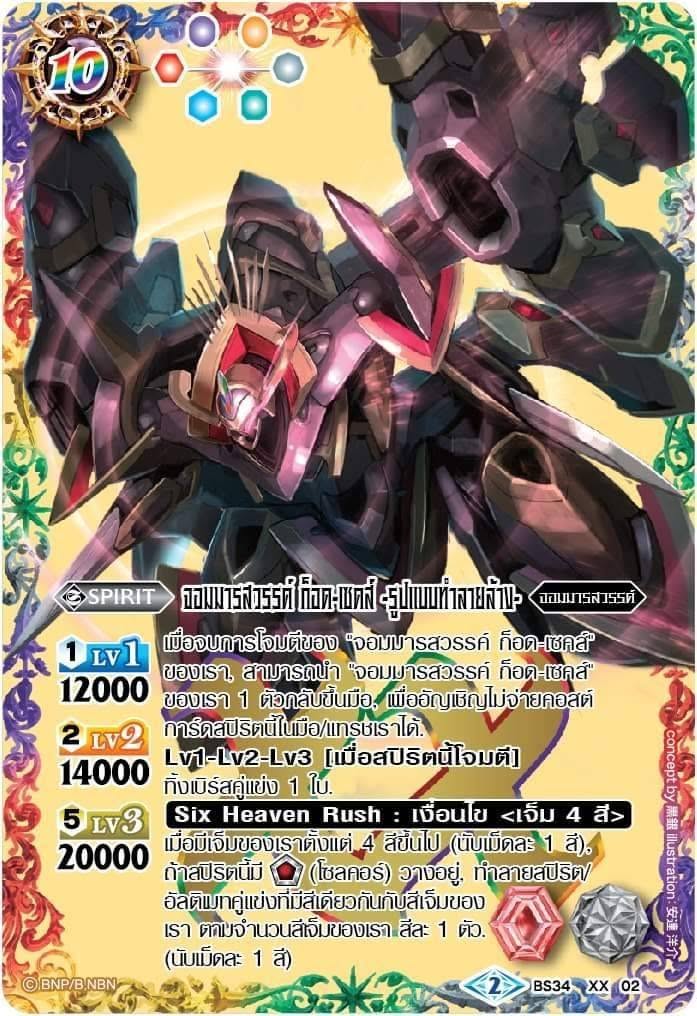 10
SPIRIT จอมมารสวรรค์ ก็อด-เซคส์ -รูปแบบทำลายล้าง- จอมมารสวรรค์
1 LV1
12000
2 LV2
14000
5 LV3
20000
เมื่อจบการโจมตีของ "จอมมารสวรรค์ ก็อด-เซคส์"
ของเรา, สามารถนำ "จอมมารสวรรค์ ก็อด-เซคส์"
ของเรา 1 ตัวกลับขึ้นมือ, เพื่ออัญเชิญไม่จ่ายคอสต์
การ์ดสปิริตนี้ในมือ/แทรชเราได้.
Lv1-Lv2-Lv3 [เมื่อสปิริตนี้โจมตี]
ทิ้งเบิร์สคู่แข่ง 1 ใบ.
Six Heaven Rush : เงื่อนไข <เจ็ม 4 สี>
เมื่อมีเจ็มของเราตั้งแต่ 4 สีขึ้นไป (นับเม็ดละ 1 สี),
ถ้าสปิริตนี้มี (โซลคอร์) วางอยู่, ทำลายสปิริต/
อัลติเมทคู่แข่งที่มีสีเดียวกันกับสีเจ็มของ
เรา ตามจำนวนสีเจ็มของเรา สีละ 1 ตัว.
(นับเม็ดละ 1 สี)
concept by 黒銀 illustration: 安達 洋介
©BNP/B,NBN
2 BS34 XX 02